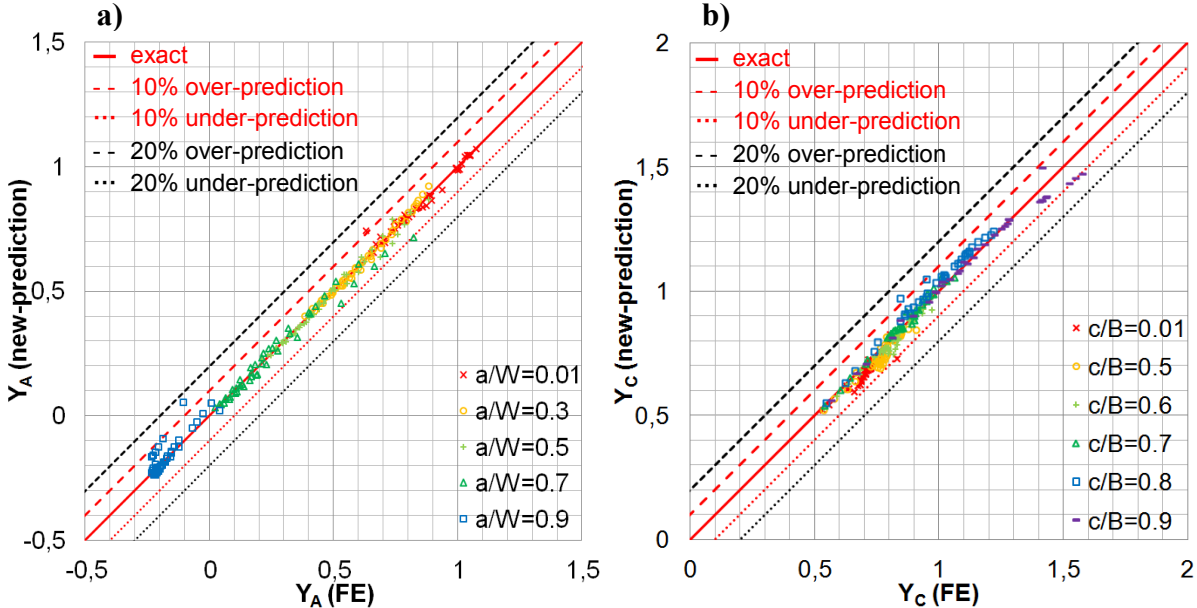 a)
1,5
exact
10% over-prediction
10% under-prediction
20% over-prediction
20% under-prediction
1
0,5
0
-0,5
Y_A (new-prediction)
a/W=0.01
a/W=0.3
a/W=0.5
a/W=0.7
a/W=0.9
-0,5
0
0,5
1
1,5
Y_A (FE)
b)
2
exact
10% over-prediction
10% under-prediction
20% over-prediction
20% under-prediction
1,5
1
0,5
0
Y_C (new-prediction)
c/B=0.01
c/B=0.5
c/B=0.6
c/B=0.7
c/B=0.8
c/B=0.9
0
0,5
1
1,5
2
Y_C (FE)